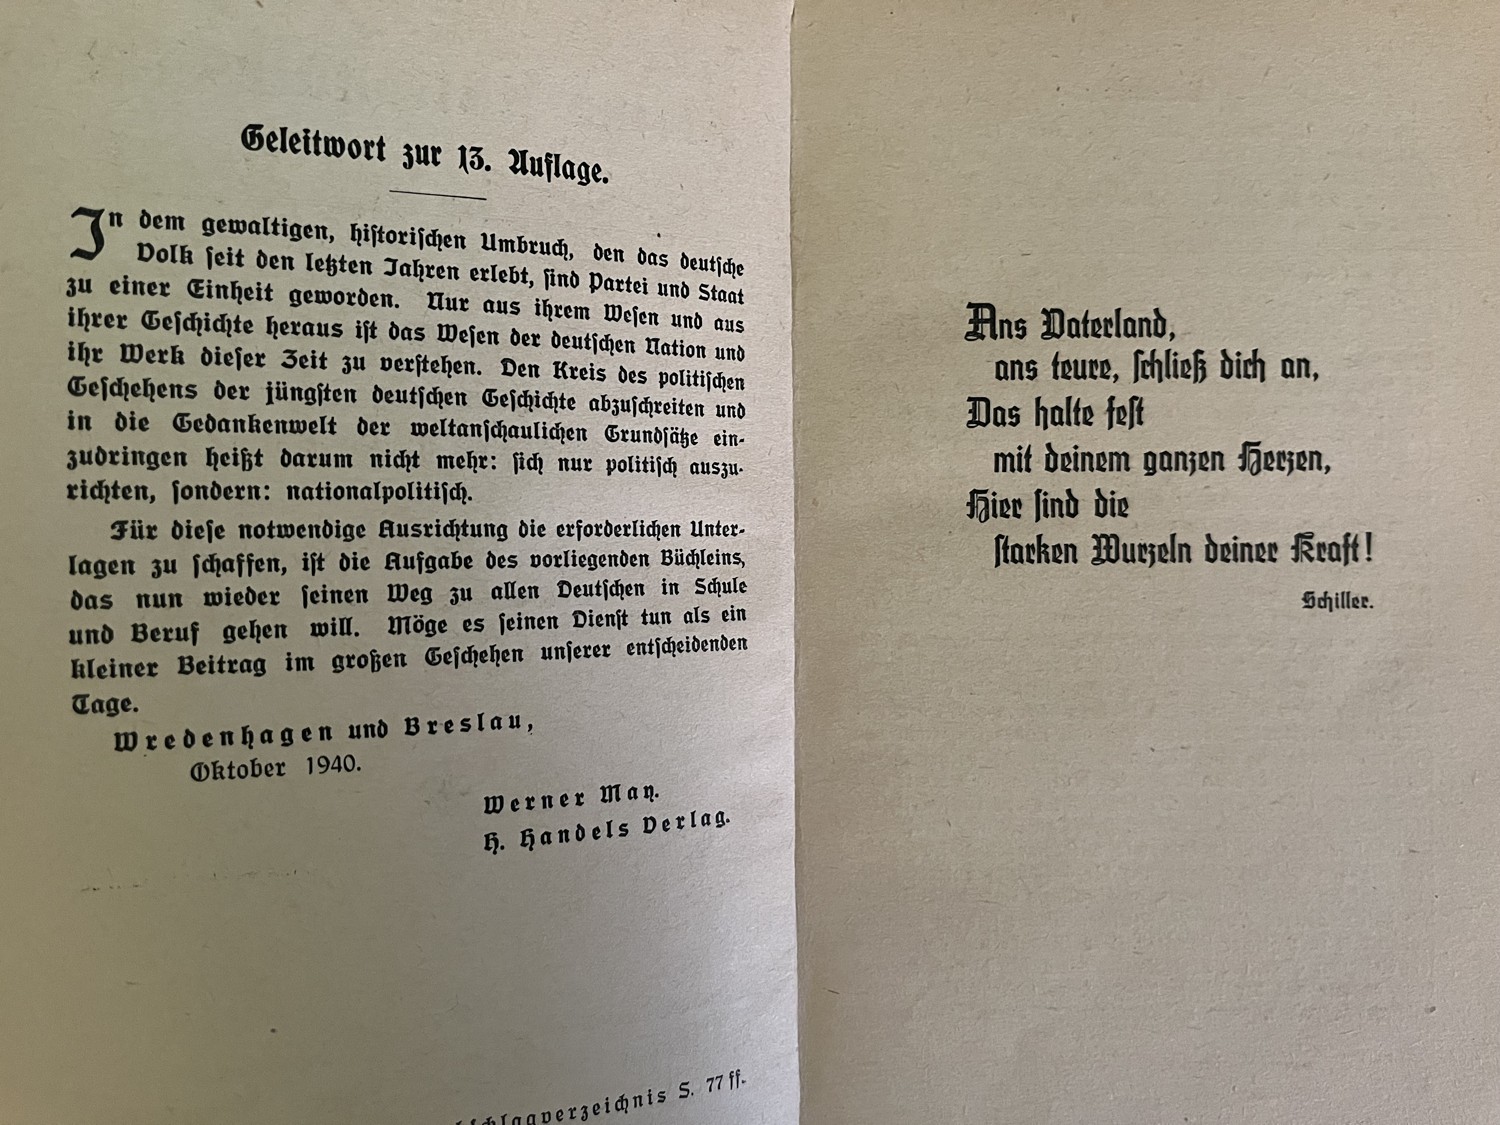 Geleitwort zur 13. Auflage.
In dem gewaltigen, historischen Umbruch, den das deutsche
Volk seit den letzten Jahren erlebt, sind Partei und Staat
zu einer Einheit geworden. Nur aus ihrem Wesen und aus
ihrer Geschichte heraus ist das Wesen der deutschen Nation und
ihr Werk dieser Zeit zu verstehen. Den Kreis des politischen
Geschehens der jüngsten deutschen Geschichte abzuschreiten und
in die Gedankenwelt der weltanschaulichen Grundsätze ein-
zudringen heißt darum nicht mehr: sich nur politisch auszu-
richten, sondern: nationalpolitisch.
Für diese notwendige Ausrichtung die erforderlichen Unter-
lagen zu schaffen, ist die Aufgabe des vorliegenden Büchleins,
das nun wieder seinen Weg zu allen Deutschen in Schule
und Beruf gehen will. Möge es seinen Dienst tun als ein
kleiner Beitrag im großen Geschehen unserer entscheidenden
Tage.
Wredenhagen und Breslau,
Oktober 1940.
Werner May.
H. Handels Verlag.
S. 77 ff.
Ans Vaterland,
ans teure, schließ dich an,
Das halte fest
mit deinem ganzen Herzen,
Hier sind die
starken Wurzeln deiner Kraft!
Schiller.